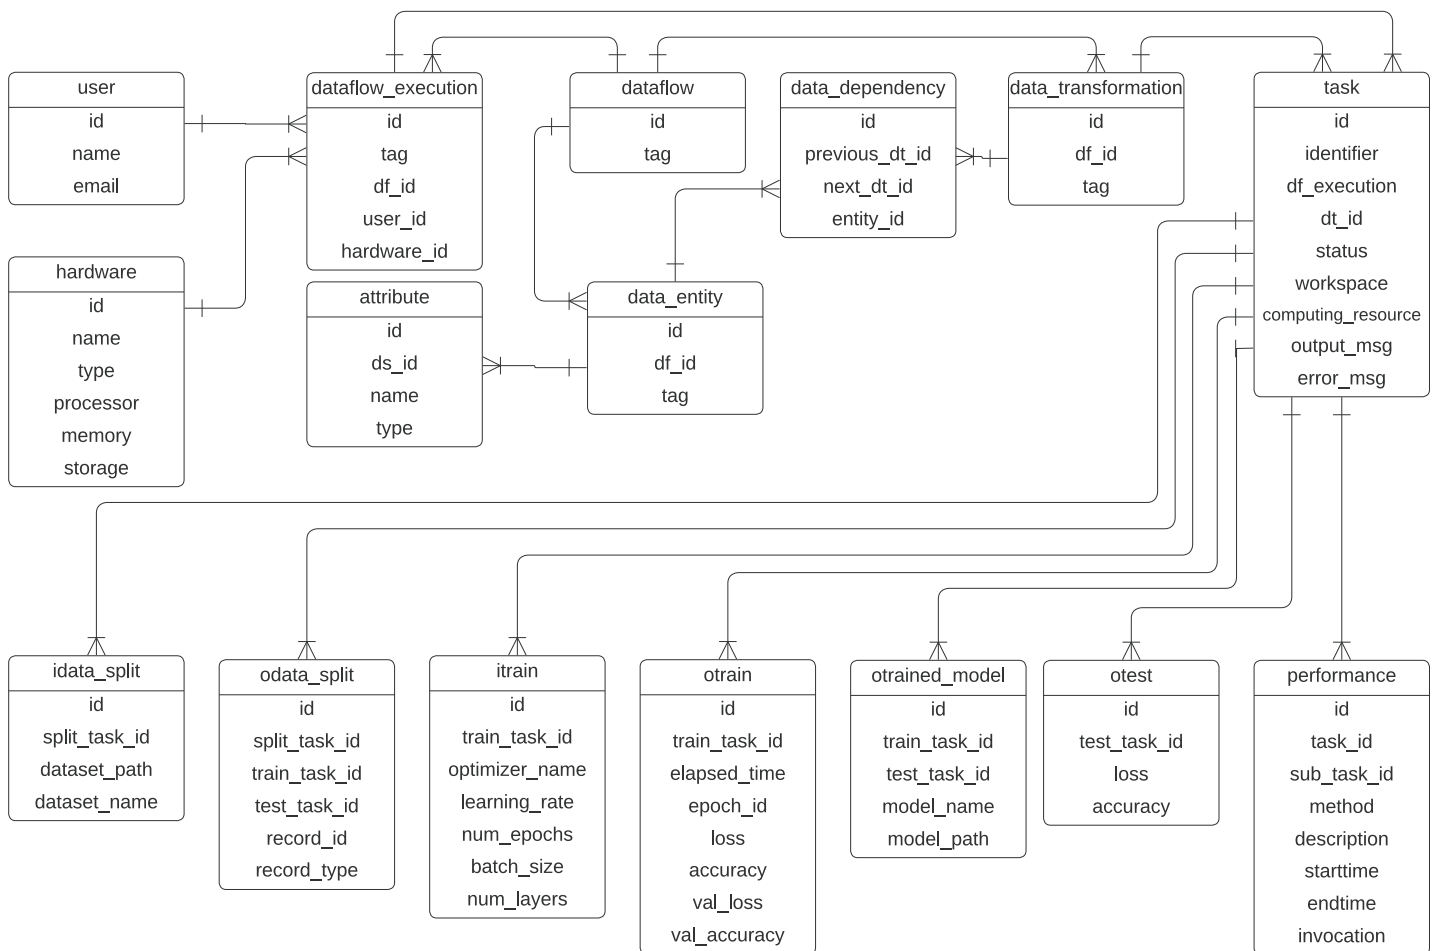 user
id
name
email
hardware
id
name
type
processor
memory
storage
dataflow_execution
id
tag
df_id
user_id
hardware_id
attribute
id
ds_id
name
type
dataflow
id
tag
data_entity
id
df_id
tag
data_dependency
id
previous_dt_id
next_dt_id
entity_id
data_transformation
id
df_id
tag
task
id
identifier
df_execution
dt_id
status
workspace
computing_resource
output_msg
error_msg
idata_split
id
split_task_id
dataset_path
dataset_name
odata_split
id
split_task_id
train_task_id
test_task_id
record_id
record_type
itrain
id
train_task_id
optimizer_name
learning_rate
num_epochs
batch_size
num_layers
otrain
id
train_task_id
elapsed_time
epoch_id
loss
accuracy
val_loss
val_accuracy
otrained_model
id
train_task_id
test_task_id
model_name
model_path
otest
id
test_task_id
loss
accuracy
performance
id
task_id
sub_task_id
method
description
starttime
endtime
invocation